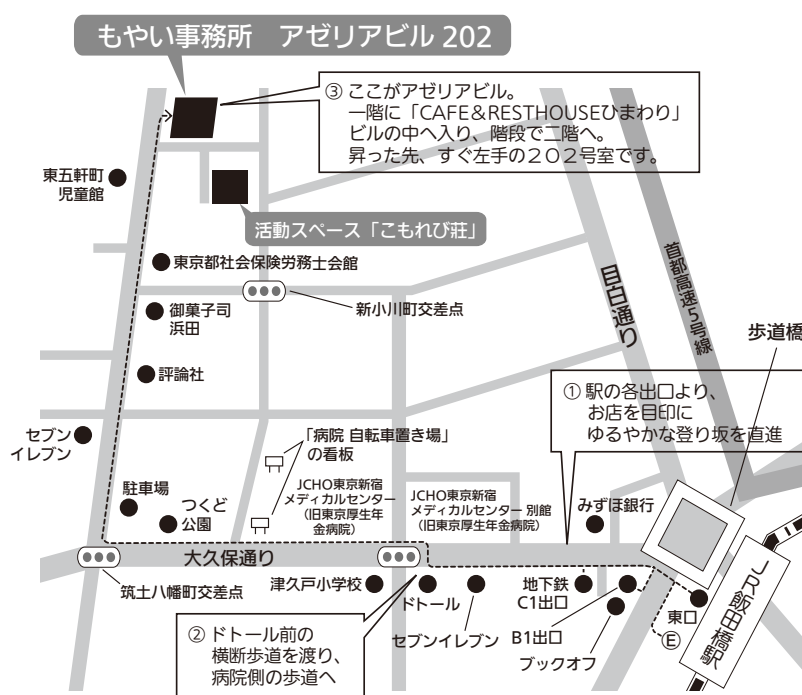 もやい事務所 アゼリアビル 202
③ ここがアゼリアビル。
一階に「CAFE&RESTHOUSEひまわり」
ビルの中へ入り、階段で二階へ。
昇った先、すぐ左手の202号室です。
東五軒町
児童館
活動スペース「こもれび荘」
東京都社会保険労務士会館
御菓子司
浜田
新小川町交差点
目白通り
首都高速5号線
歩道橋
評論社
① 駅の各出口より、
お店を目印に
ゆるやかな登り坂を直進
セブン
イレブン
「病院 自転車置き場」
の看板
駐車場
つくど
公園
JCHO東京新宿
メディカルセンター
(旧東京厚生年
金病院)
JCHO東京新宿
メディカルセンター 別館
(旧東京厚生年金病院)
みずほ銀行
大久保通り
筑土八幡町交差点
津久戸小学校
ドトール
セブンイレブン
地下鉄
C1出口
B1出口
ブックオフ
東口
E
JR飯田橋駅
② ドトール前の
横断歩道を渡り、
病院側の歩道へ